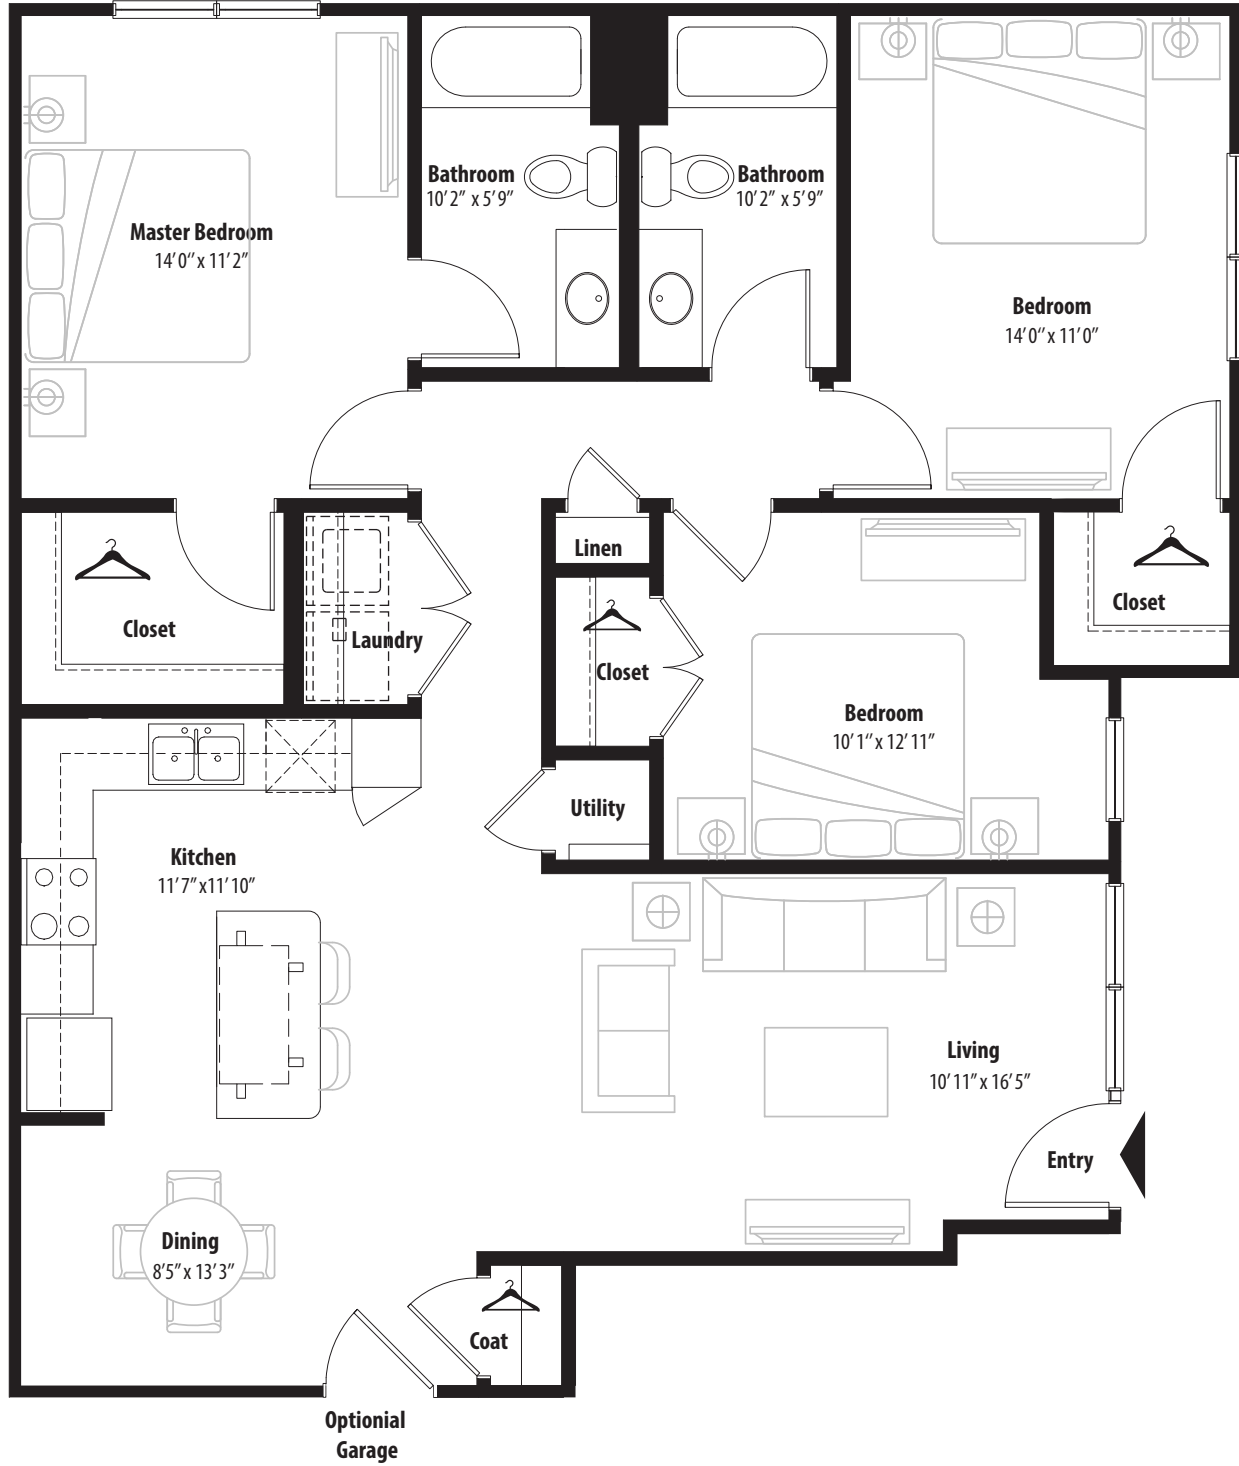 Bathroom
10'2" x 5'9"
Bathroom
10'2" x 5'9"
Master Bedroom
14'0" x 11'2"
Bedroom
14'0" x 11'0"
Linen
Closet
Laundry
Closet
Closet
Bedroom
10'1" x 12'11"
Utility
Kitchen
11'7"x11'10"
Living
10'11" x 16'5"
Entry
Dining
8'5" x 13'3"
Coat
Optionial
Garage